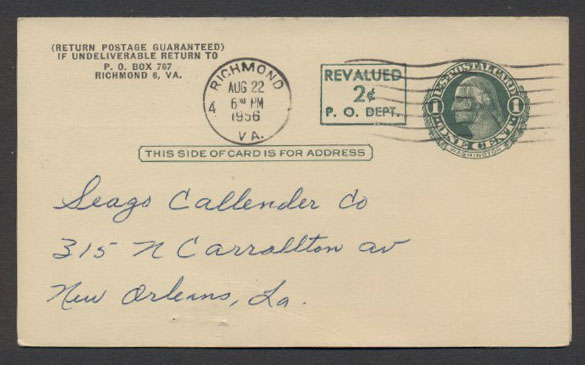 (RETURN POSTAGE GUARANTEED)
IF UNDELIVERABLE RETURN TO
P. O. BOX 767
RICHMOND 6, VA.
RICHMOND
AUG 22
6 PM
1956
4
VA.
REVALUED
2¢
P. O. DEPT.
U.S. POSTAL CARD
1 1
ONE CENT
WASHINGTON
THIS SIDE OF CARD IS FOR ADDRESS
Seago Callender Co
315 N Carrollton av
New Orleans, La.